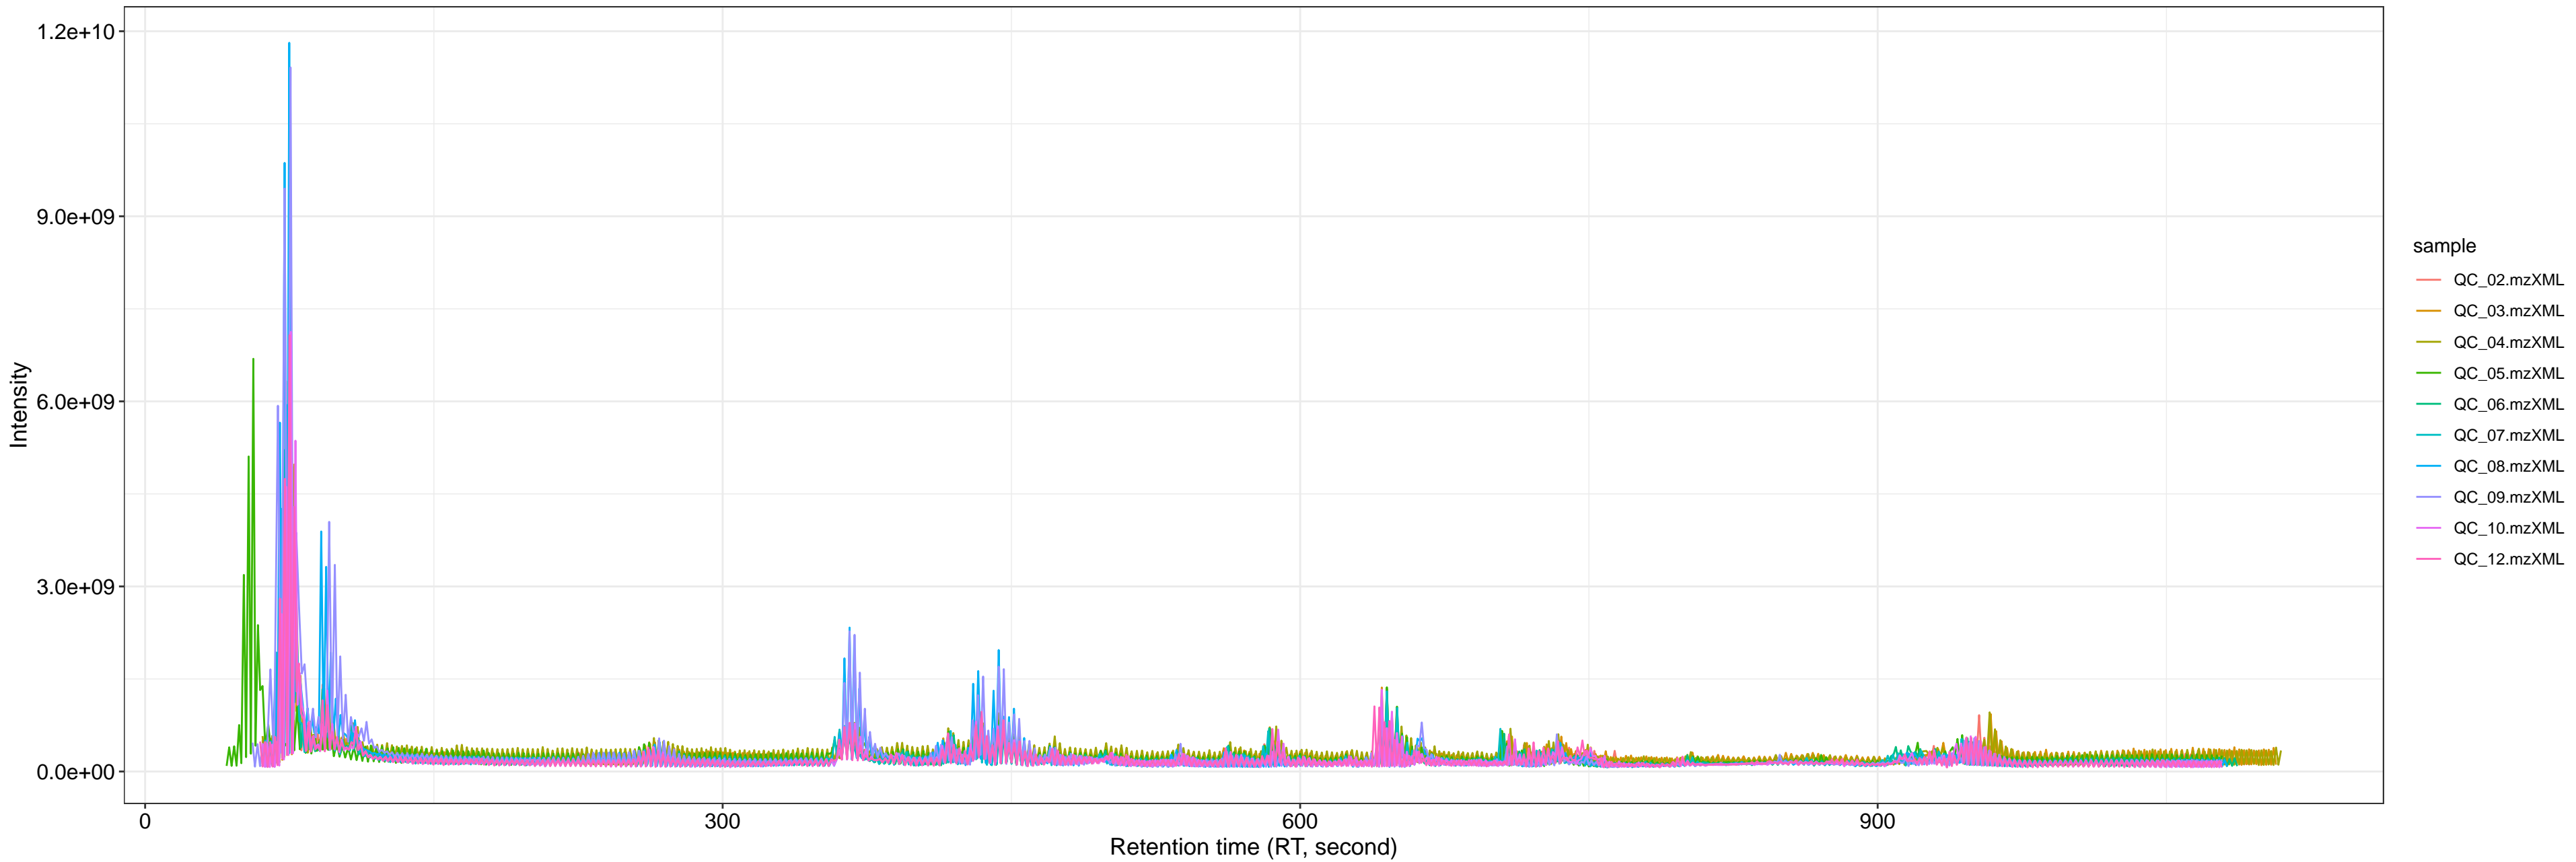 1.2e+10
9.0e+09
6.0e+09
3.0e+09
0.0e+00
Intensity
0
300
600
900
Retention time (RT, second)
sample
QC_02.mzXML
QC_03.mzXML
QC_04.mzXML
QC_05.mzXML
QC_06.mzXML
QC_07.mzXML
QC_08.mzXML
QC_09.mzXML
QC_10.mzXML
QC_12.mzXML